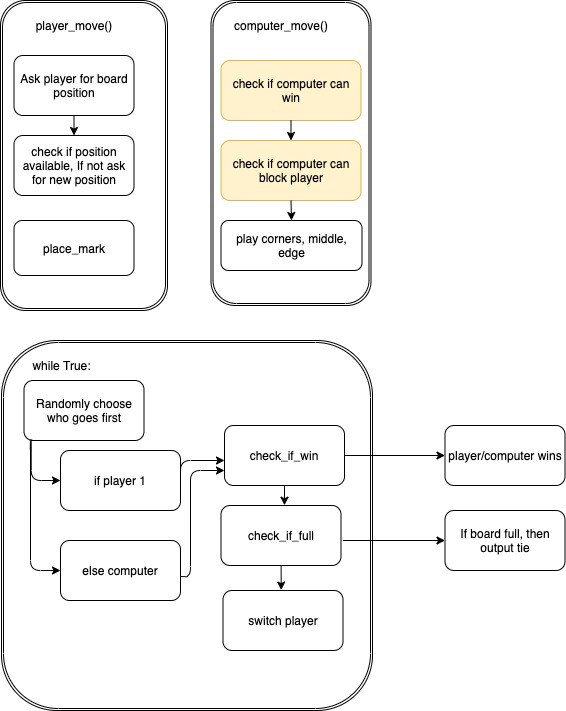 player_move()
Ask player for board
position
check if position
available, If not ask
for new position
place_mark
computer_move()
check if computer can
win
check if computer can
block player
play corners, middle,
edge
while True:
Randomly choose
who goes first
if player 1
else computer
check_if_win
check_if_full
switch player
player/computer wins
If board full, then
output tie